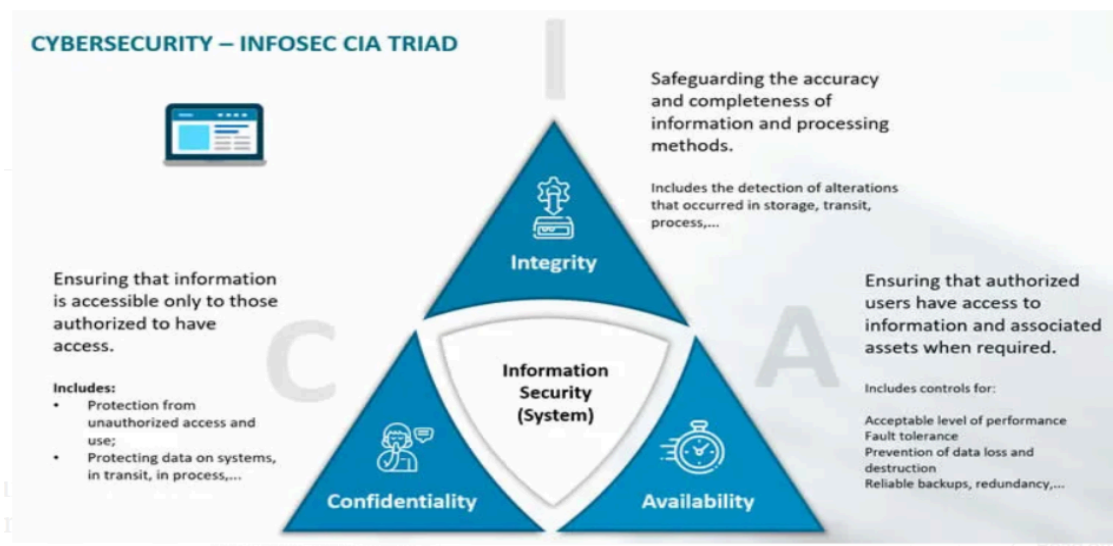 CYBERSECURITY – INFOSEC CIA TRIAD
I
Safeguarding the accuracy
and completeness of
information and processing
methods.
Includes the detection of alterations
that occurred in storage, transit,
process,...
Integrity
Ensuring that information
is accessible only to those
authorized to have
access.
Includes:
• Protection from
unauthorized access and
use;
• Protecting data on systems,
in transit, in process,...
C
Confidentiality
Information
Security
(System)
A
Availability
Ensuring that authorized
users have access to
information and associated
assets when required.
Includes controls for:
Acceptable level of performance
Fault tolerance
Prevention of data loss and
destruction
Reliable backups, redundancy,...